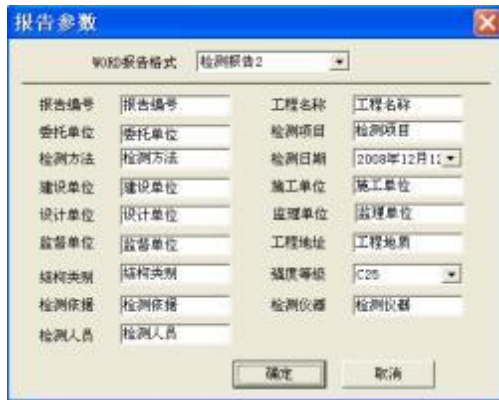 报告参数
WORD报告格式 检测报告2
报告编号 报告编号 工程名称 工程名称
委托单位 委托单位 检测项目 检测项目
检测方法 检测方法 检测日期 2008年12月1
建设单位 建设单位 施工单位 施工单位
设计单位 设计单位 监理单位 监理单位
监督单位 监督单位 工程地址 工程地质
结构类别 结构类别 强度等级 C25
检测依据 检测依据 检测仪器 检测仪器
检测人员 检测人员
确定 取消